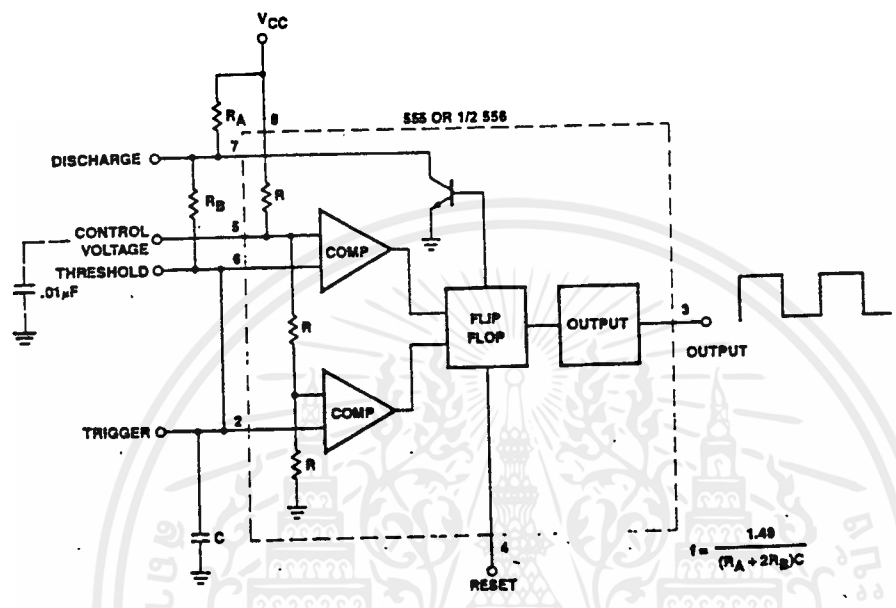 VCC
RA
8
555 OR 1/2 556
DISCHARGE
7
RB
R
CONTROL
VOLTAGE
5
THRESHOLD
6
COMP
.01µF
R
FLIP
FLOP
OUTPUT
3
OUTPUT
TRIGGER
2
COMP
R
C
4
RESET
f = 1.49
(RA + 2RB)C